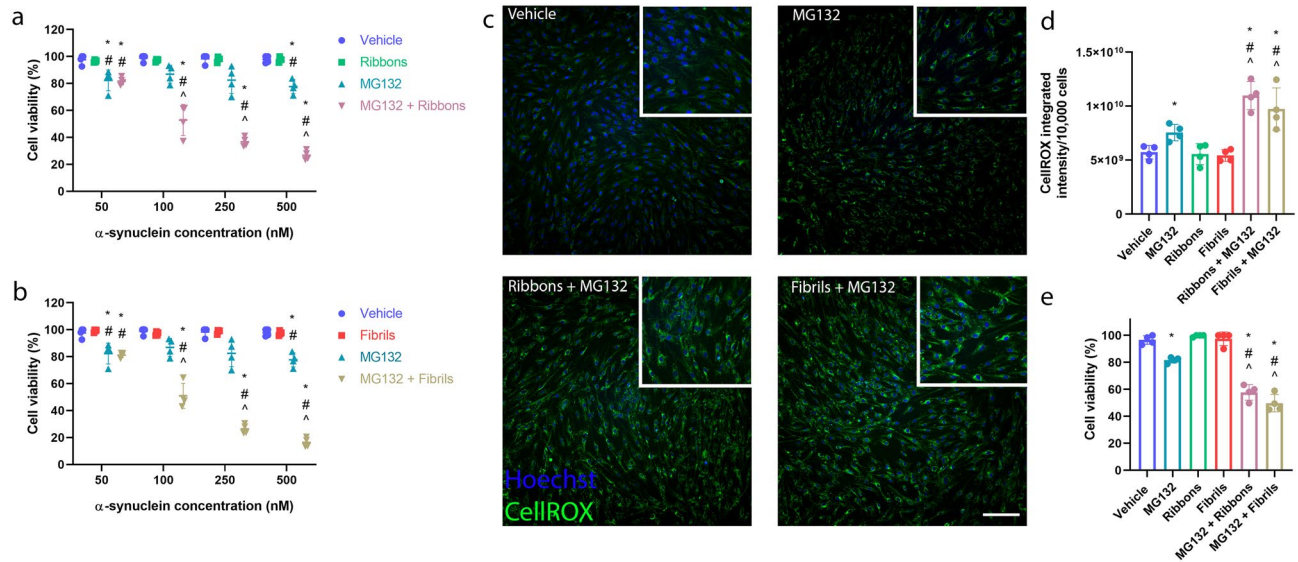 a
Cell viability (%)
120
100
80
60
40
20
0
* *
# #
*
#
^
*
#
^
*
#
*
#
^
50 100 250 500
α-synuclein concentration (nM)
Vehicle
Ribbons
MG132
MG132 + Ribbons
b
Cell viability (%)
120
100
80
60
40
20
0
* *
# #
*
#
^
*
#
^
*
#
*
#
^
50 100 250 500
α-synuclein concentration (nM)
Vehicle
Fibrils
MG132
MG132 + Fibrils
c
Vehicle
MG132
Ribbons + MG132
Fibrils + MG132
Hoechst
CellROX
d
CellROX integrated
intensity/10,000 cells
1.5×10¹⁰
1×10¹⁰
5×10⁹
0
*
*
#
^
*
#
^
Vehicle
MG132
Ribbons
Fibrils
Ribbons + MG132
Fibrils + MG132
e
Cell viability (%)
100
80
60
40
20
0
*
*
#
^
*
#
^
Vehicle
MG132
Ribbons
Fibrils
MG132 + Ribbons
MG132 + Fibrils